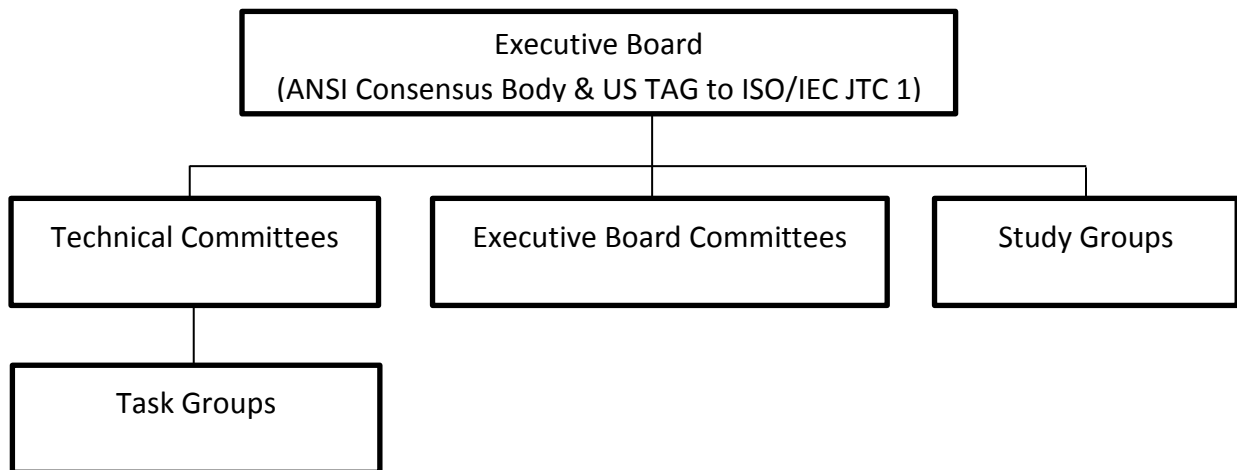 Executive Board
(ANSI Consensus Body & US TAG to ISO/IEC JTC 1)
Technical Committees
Executive Board Committees
Study Groups
Task Groups